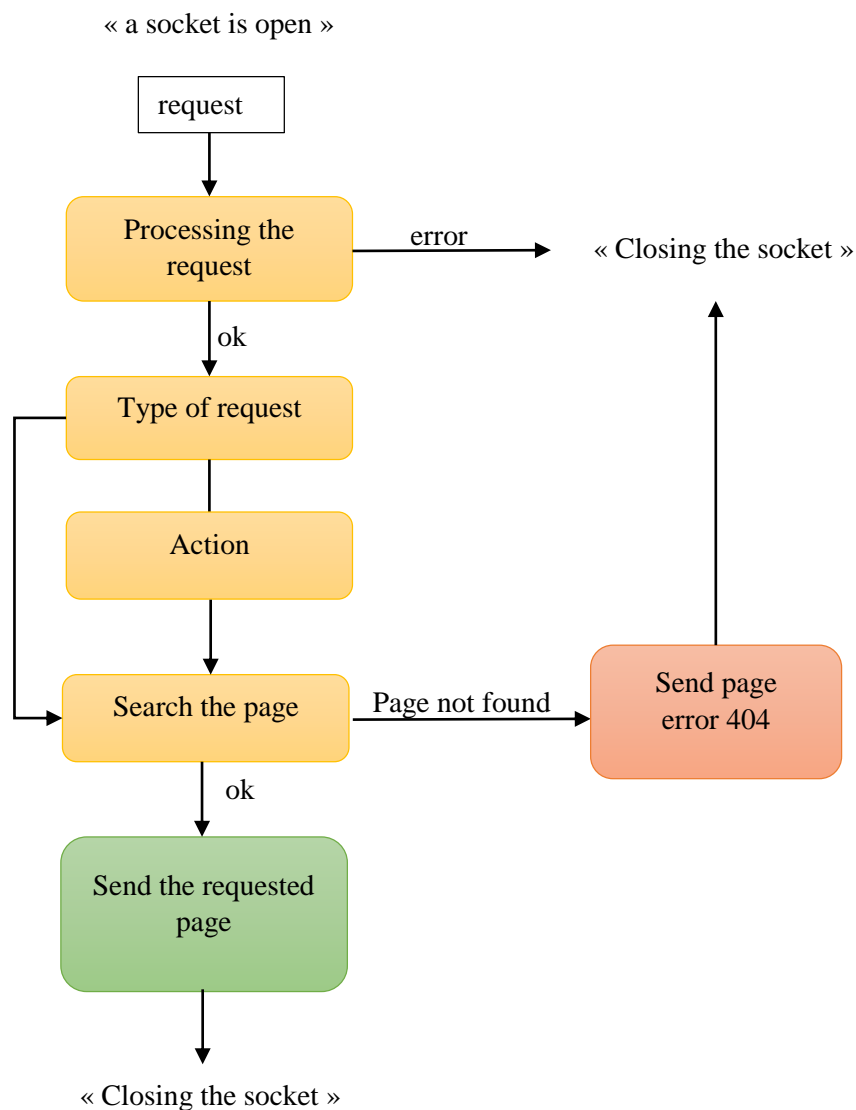 « a socket is open »
request
Processing the
request
error
« Closing the socket »
ok
Type of request
Action
Search the page
Page not found
Send page
error 404
ok
Send the requested
page
« Closing the socket »